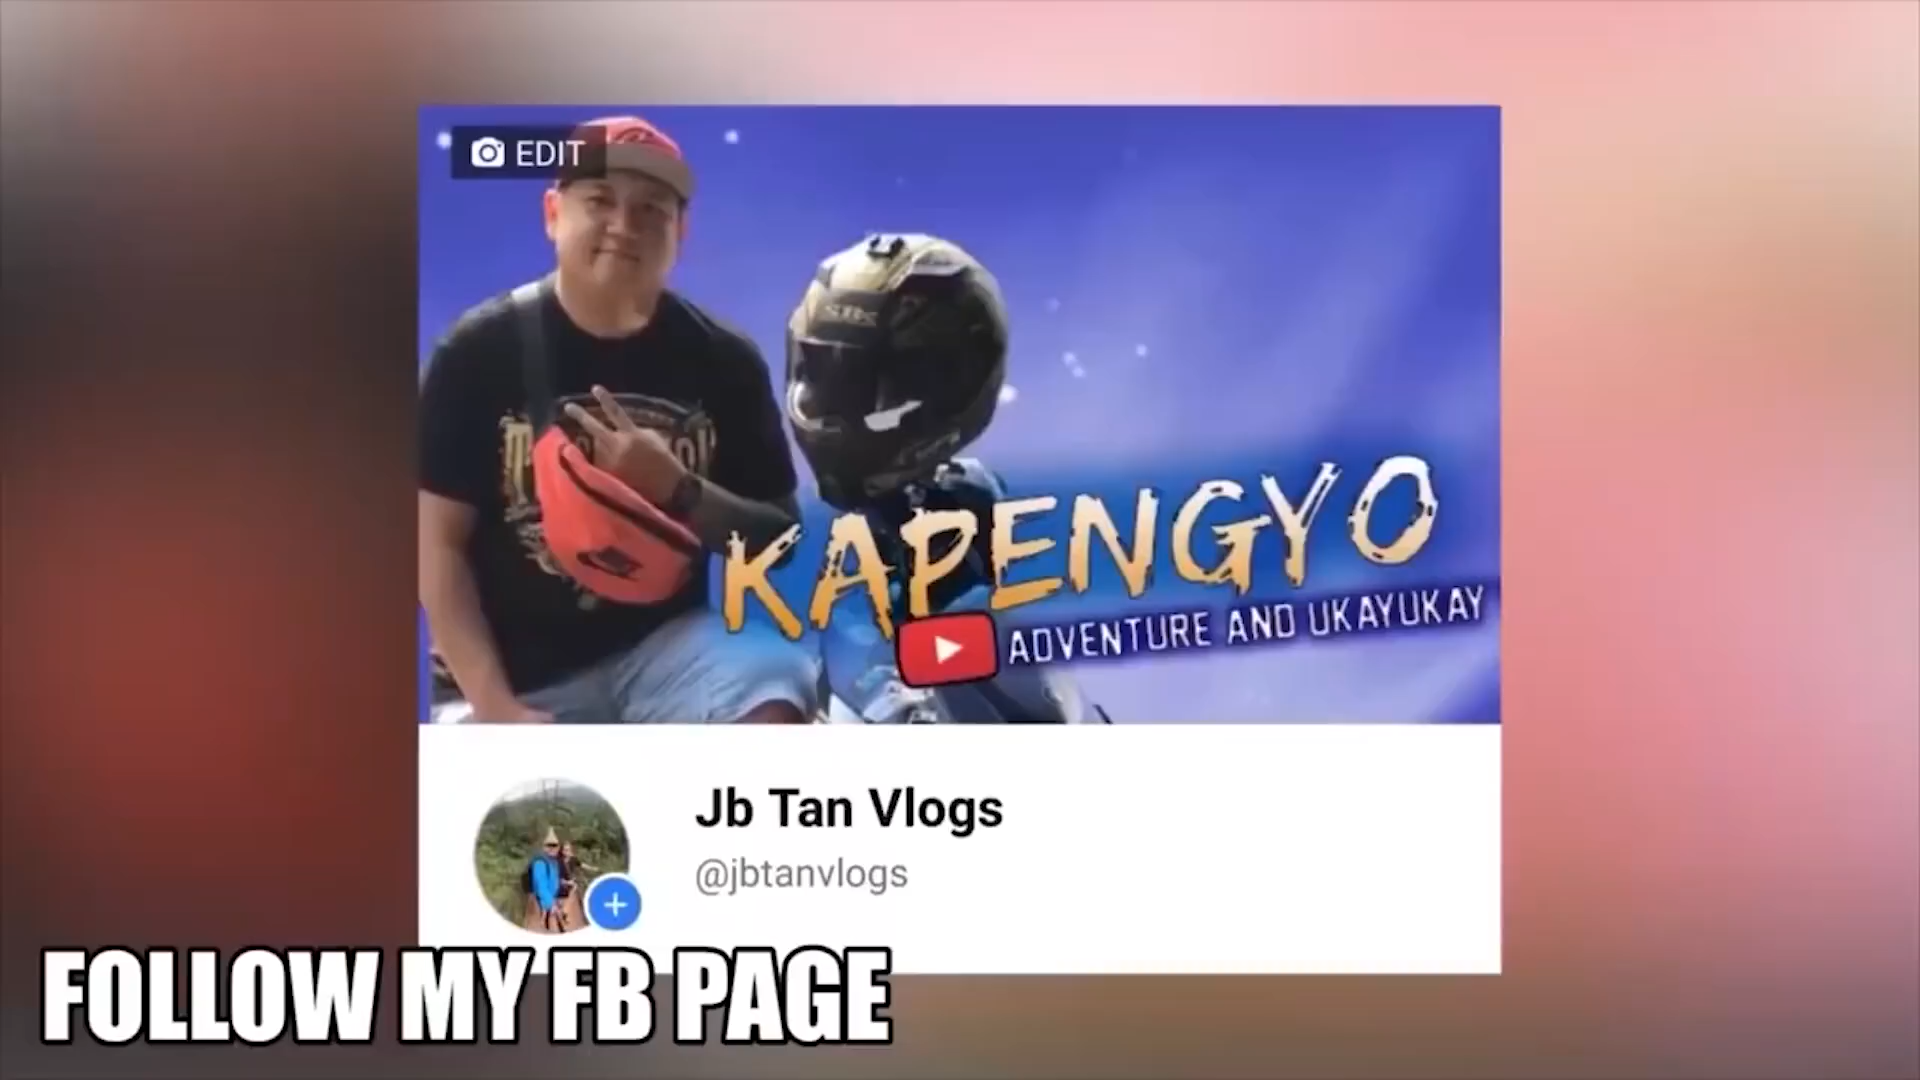 EDIT
KAPENGYO
ADVENTURE AND UKAYUKAY
Jb Tan Vlogs
@jbtanvlogs
FOLLOW MY FB PAGE